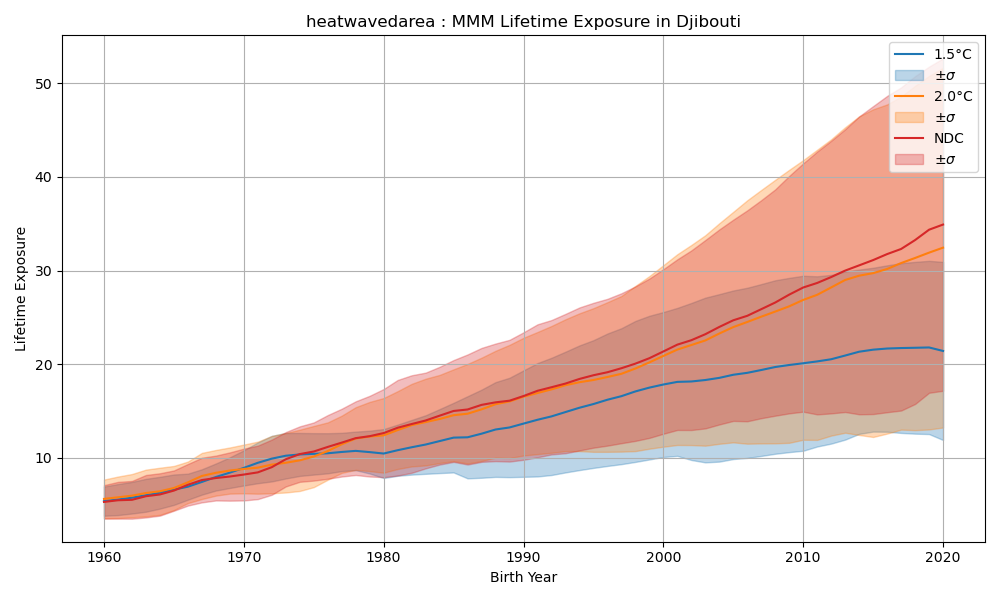 heatwavedarea : MMM Lifetime Exposure in Djibouti
1.5°C
±σ
2.0°C
±σ
NDC
±σ
Lifetime Exposure
50
40
30
20
10
1960
1970
1980
1990
2000
2010
2020
Birth Year